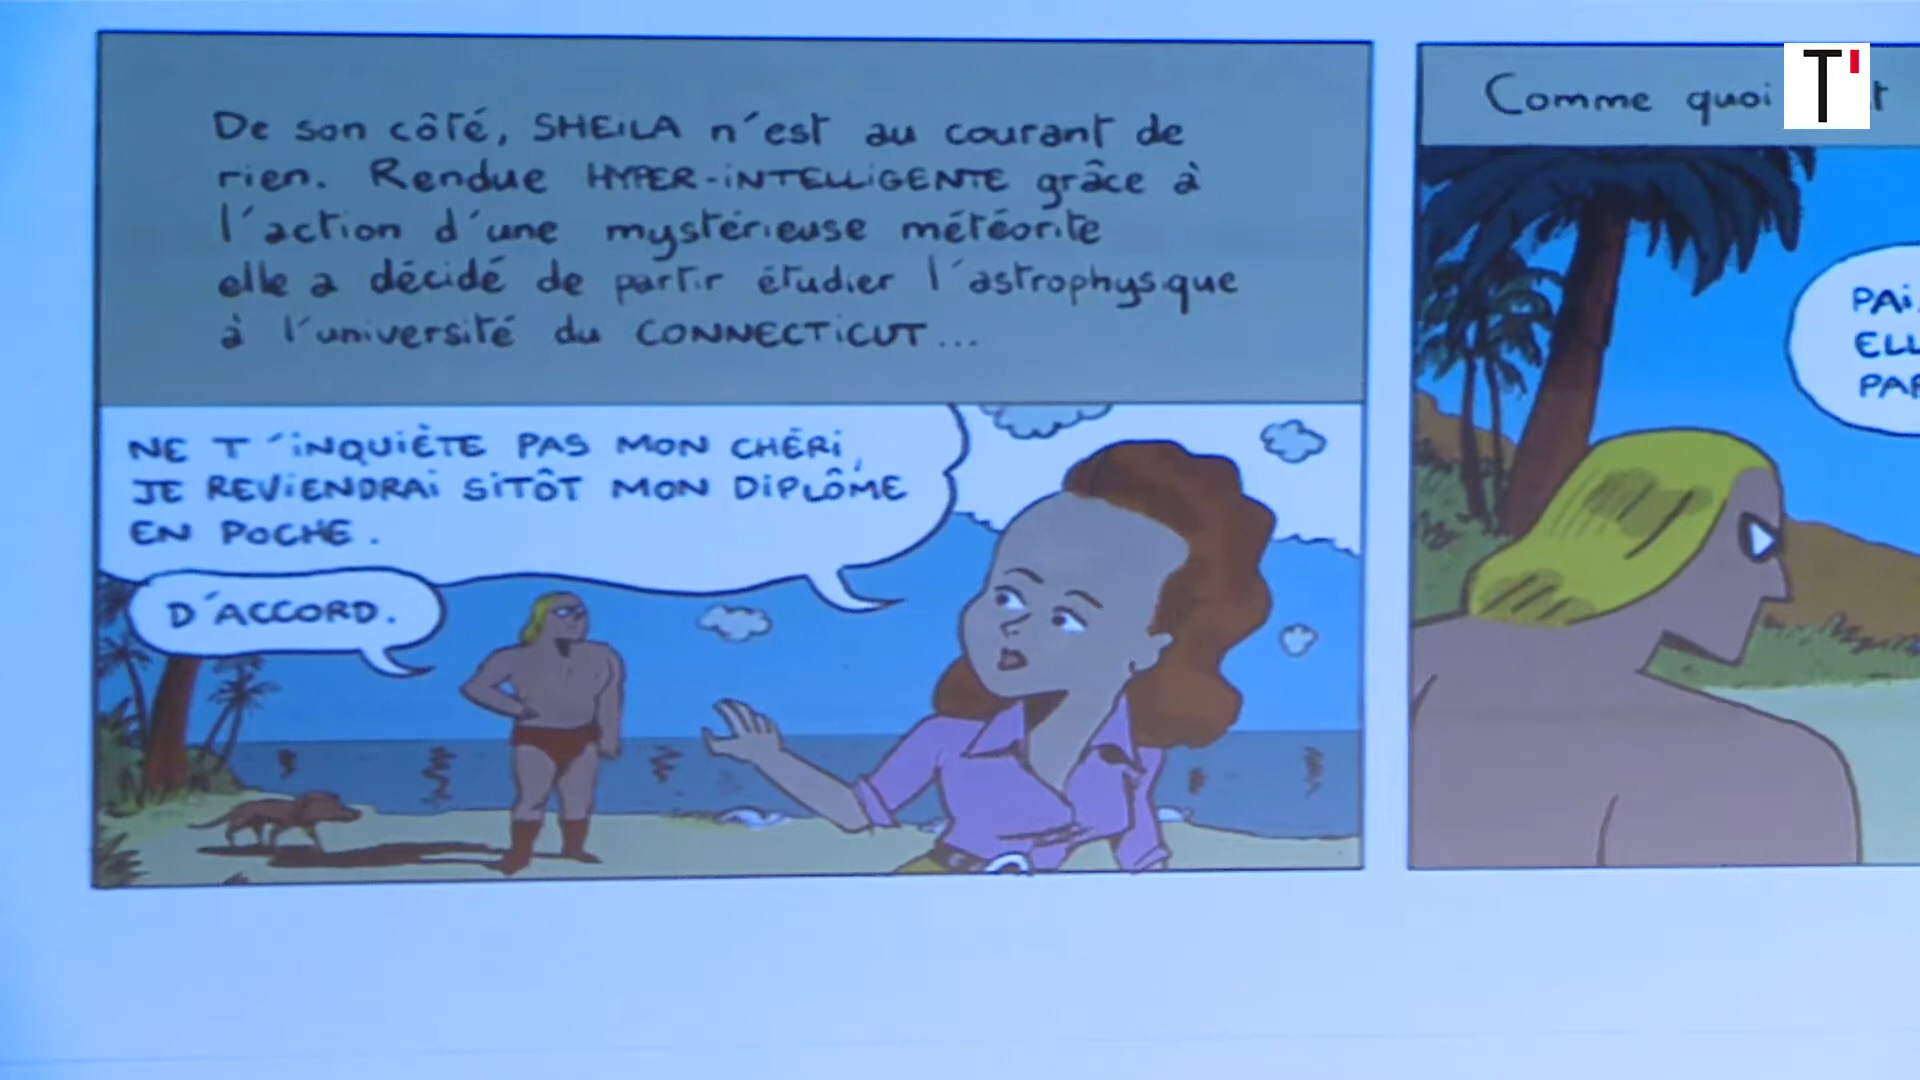 De son côté, SHEILA n'est au courant de
rien. Rendue HYPER-INTELLIGENTE grâce à
l'action d'une mystérieuse météorite
elle a décidé de partir étudier l'astrophysique
à l'université du CONNECTICUT...
NE T'INQUIÈTE PAS MON CHÉRI,
JE REVIENDRAI SITÔT MON DIPLÔME
EN POCHE.
D'ACCORD.
Comme quoi
T'